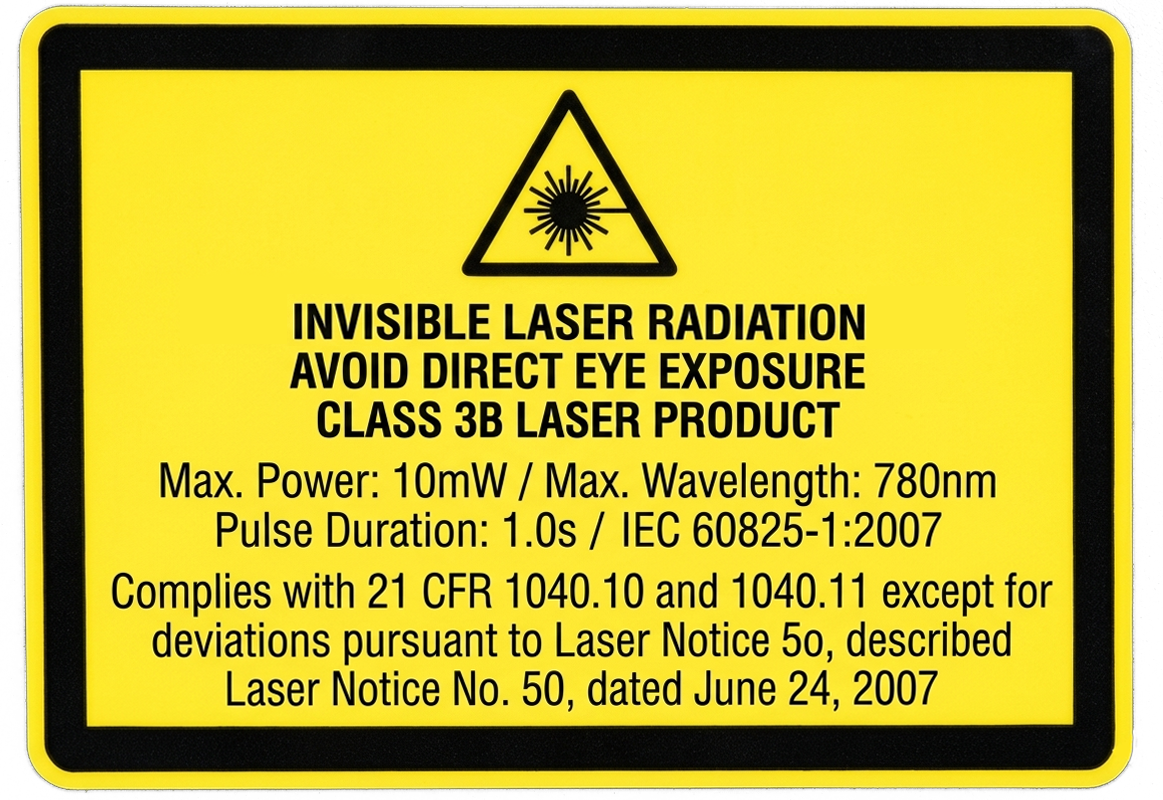 INVISIBLE LASER RADIATION
AVOID DIRECT EYE EXPOSURE
CLASS 3B LASER PRODUCT
Max. Power: 10mW / Max. Wavelength: 780nm
Pulse Duration: 1.0s / IEC 60825-1:2007
Complies with 21 CFR 1040.10 and 1040.11 except for
deviations pursuant to Laser Notice 5o, described
Laser Notice No. 50, dated June 24, 2007